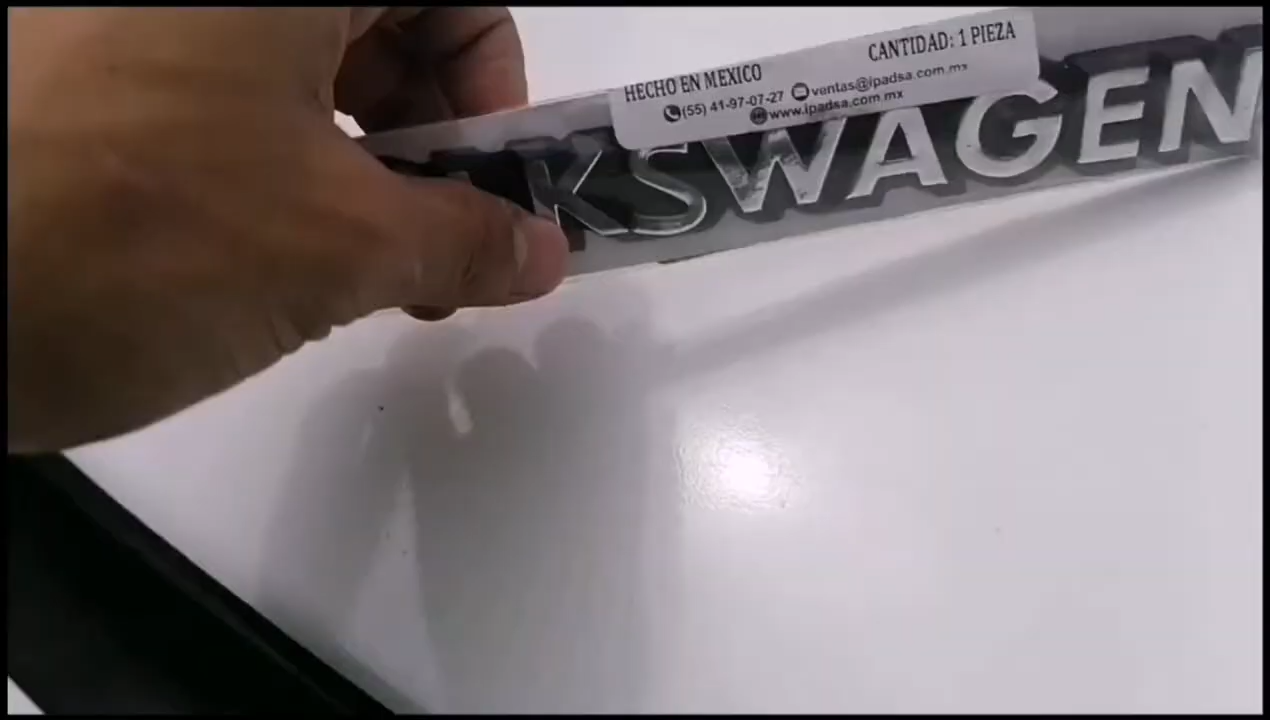 HECHO EN MEXICO
CANTIDAD: 1 PIEZA
(55) 41-97-07-27
ventas@ipadsa.com.mx
www.ipadsa.com.mx
KSWAGEN